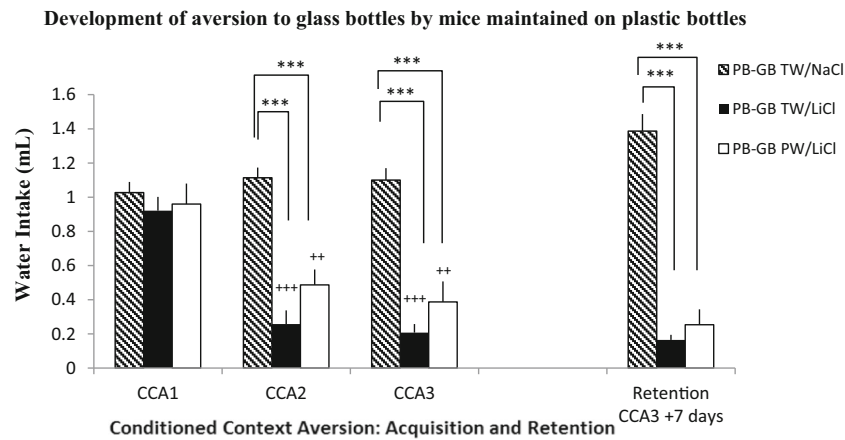 Development of aversion to glass bottles by mice maintained on plastic bottles
PB-GB TW/NaCl
PB-GB TW/LiCl
PB-GB PW/LiCl
Water Intake (mL)
1.6
1.4
1.2
1
0.8
0.6
0.4
0.2
0
***
***
+++
++
***
***
+++
++
***
***
CCA1
CCA2
CCA3
Retention
CCA3 +7 days
Conditioned Context Aversion: Acquisition and Retention